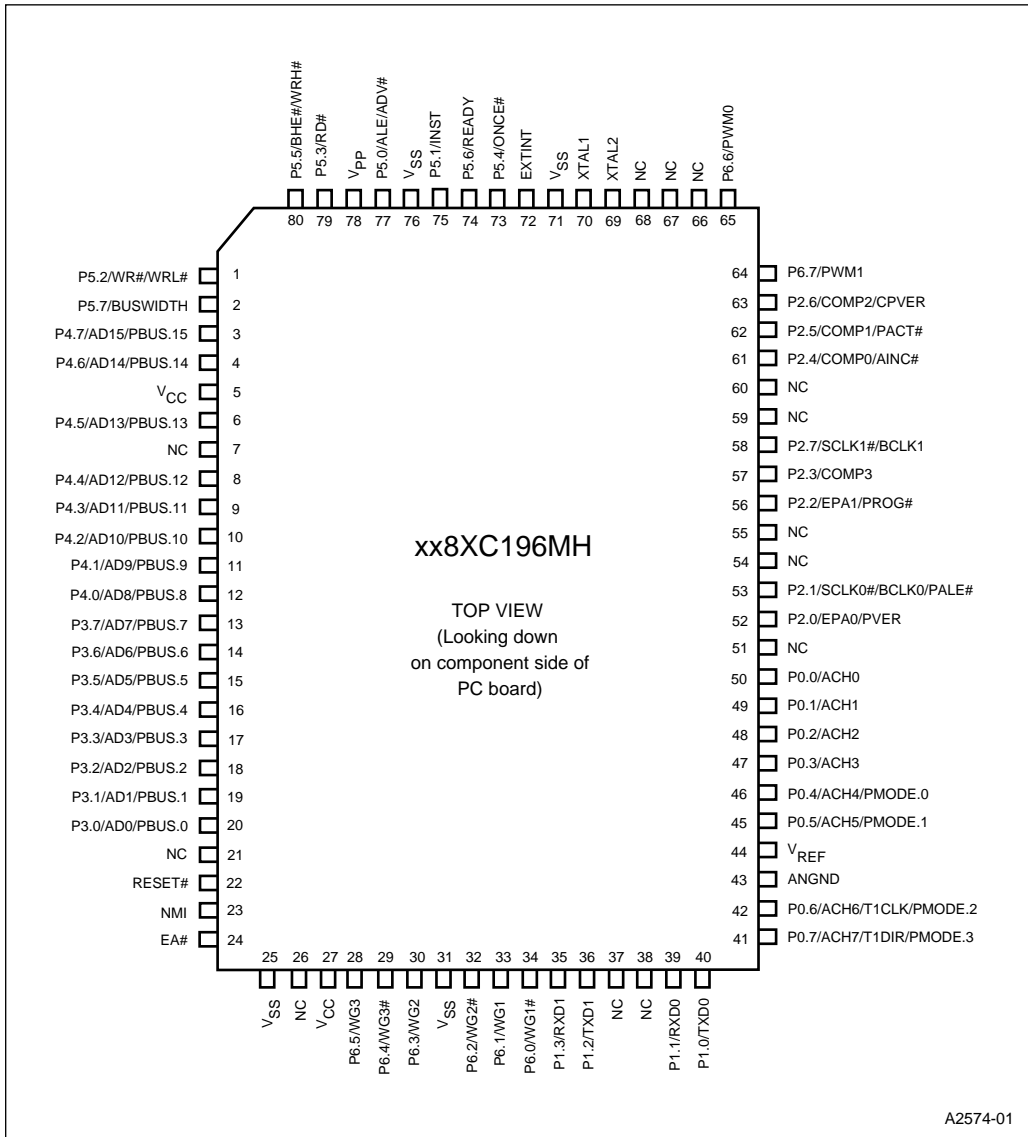 P5.5/BHE#/WRH#
P5.3/RD#
VPP
P5.0/ALE/ADV#
VSS
P5.1/INST
P5.6/READY
P5.4/ONCE#
EXTINT
VSS
XTAL1
XTAL2
NC
NC
NC
P6.6/PWM0
80 79 78 77 76 75 74 73 72 71 70 69 68 67 66 65
P5.2/WR#/WRL# 1
P5.7/BUSWIDTH 2
P4.7/AD15/PBUS.15 3
P4.6/AD14/PBUS.14 4
VCC 5
P4.5/AD13/PBUS.13 6
NC 7
P4.4/AD12/PBUS.12 8
P4.3/AD11/PBUS.11 9
P4.2/AD10/PBUS.10 10
P4.1/AD9/PBUS.9 11
P4.0/AD8/PBUS.8 12
P3.7/AD7/PBUS.7 13
P3.6/AD6/PBUS.6 14
P3.5/AD5/PBUS.5 15
P3.4/AD4/PBUS.4 16
P3.3/AD3/PBUS.3 17
P3.2/AD2/PBUS.2 18
P3.1/AD1/PBUS.1 19
P3.0/AD0/PBUS.0 20
NC 21
RESET# 22
NMI 23
EA# 24
xx8XC196MH
TOP VIEW
(Looking down
on component side of
PC board)
64 P6.7/PWM1
63 P2.6/COMP2/CPVER
62 P2.5/COMP1/PACT#
61 P2.4/COMP0/AINC#
60 NC
59 NC
58 P2.7/SCLK1#/BCLK1
57 P2.3/COMP3
56 P2.2/EPA1/PROG#
55 NC
54 NC
53 P2.1/SCLK0#/BCLK0/PALE#
52 P2.0/EPA0/PVER
51 NC
50 P0.0/ACH0
49 P0.1/ACH1
48 P0.2/ACH2
47 P0.3/ACH3
46 P0.4/ACH4/PMODE.0
45 P0.5/ACH5/PMODE.1
44 VREF
43 ANGND
42 P0.6/ACH6/T1CLK/PMODE.2
41 P0.7/ACH7/T1DIR/PMODE.3
25 26 27 28 29 30 31 32 33 34 35 36 37 38 39 40
VSS
NC
VCC
P6.5/WG3
P6.4/WG3#
P6.3/WG2
VSS
P6.2/WG2#
P6.1/WG1
P6.0/WG1#
P1.3/RXD1
P1.2/TXD1
NC
NC
P1.1/RXD0
P1.0/TXD0
A2574-01